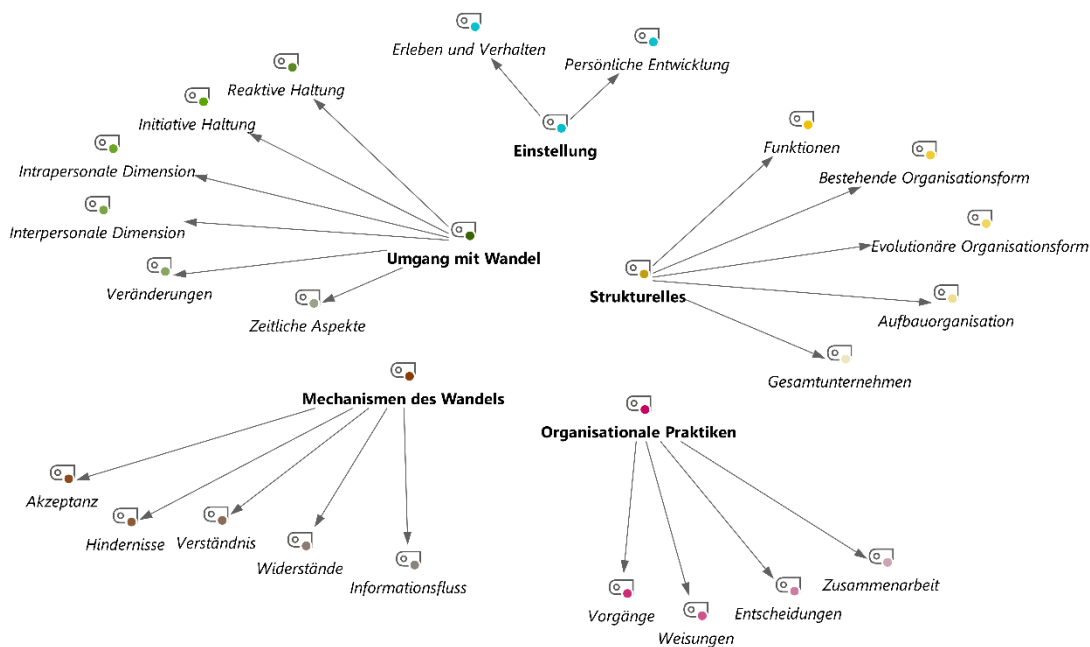 Erleben und Verhalten
Persönliche Entwicklung
Einstellung
Reaktive Haltung
Initiative Haltung
Intrapersonale Dimension
Interpersonale Dimension
Umgang mit Wandel
Veränderungen
Zeitliche Aspekte
Funktionen
Bestehende Organisationsform
Evolutionäre Organisationsform
Strukturelles
Aufbauorganisation
Gesamtunternehmen
Mechanismen des Wandels
Akzeptanz
Hindernisse
Verständnis
Widerstände
Informationsfluss
Organisationale Praktiken
Vorgänge
Weisungen
Entscheidungen
Zusammenarbeit